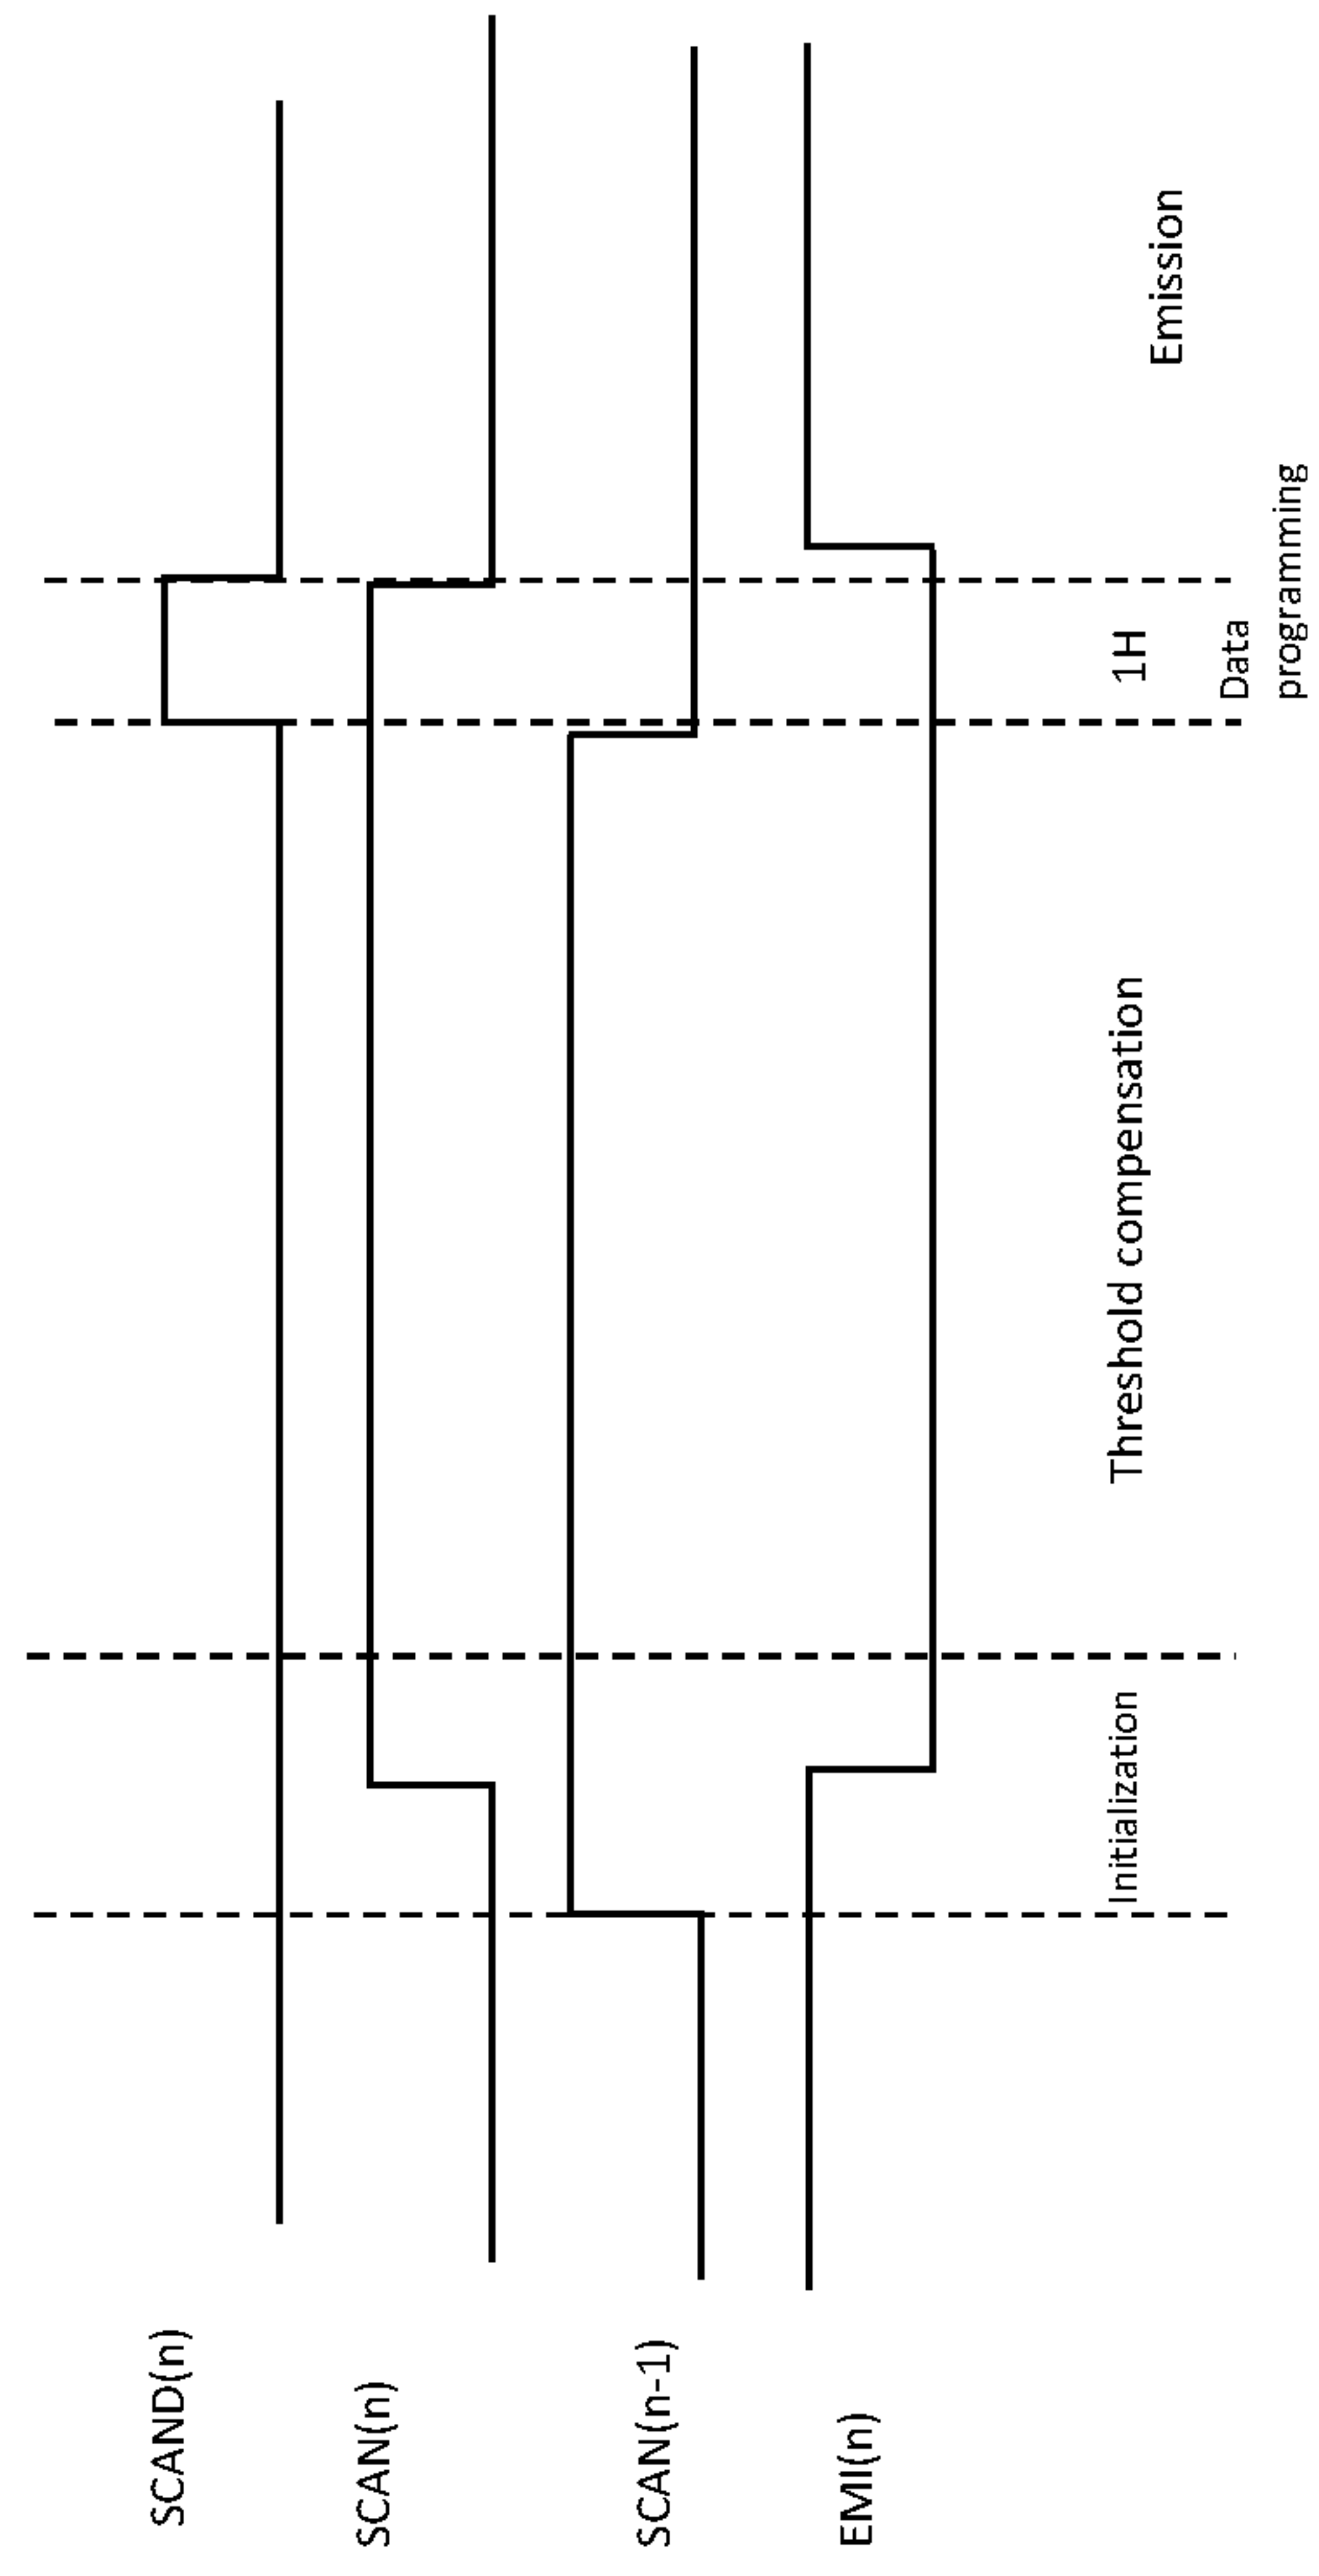 SCAND(n)
SCAN(n)
SCAN(n-1)
EMI(n)
Initialization
Threshold compensation
1H
Data
programming
Emission